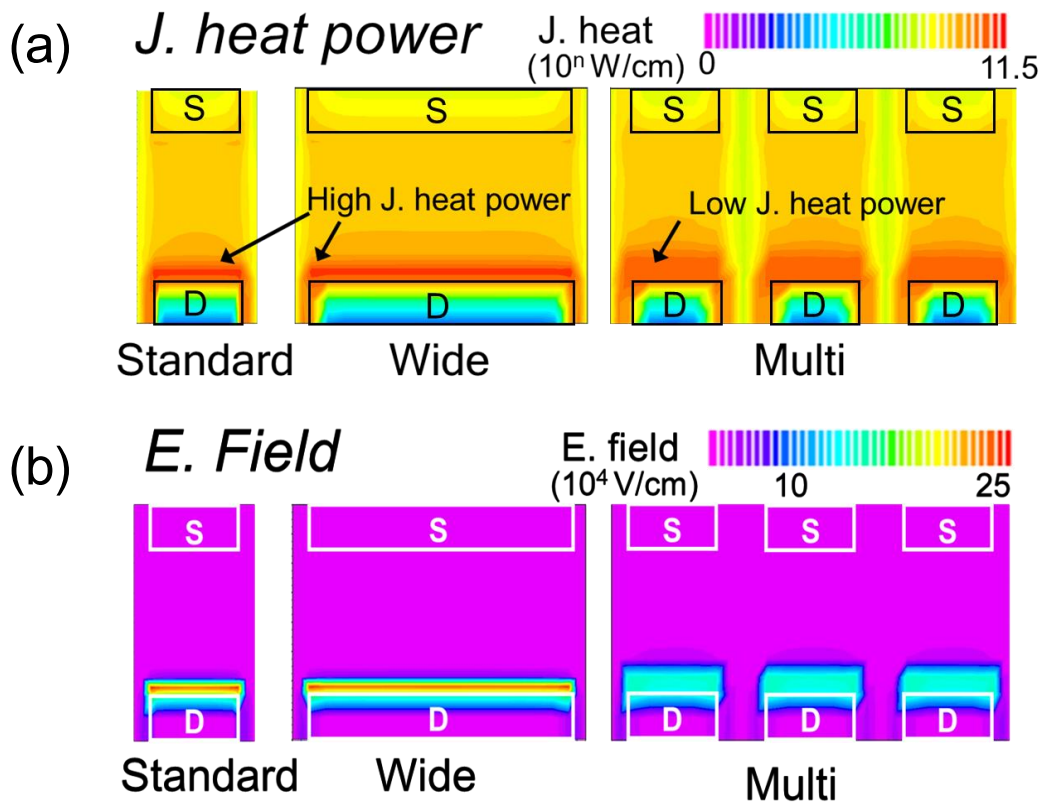 (a)
J. heat power
J. heat
(10ⁿ W/cm)
0
11.5
S
S
S
S
S
High J. heat power
Low J. heat power
D
D
D
D
D
Standard
Wide
Multi
(b)
E. Field
E. field
(10⁴ V/cm)
10
25
S
S
S
S
S
D
D
D
D
D
Standard
Wide
Multi